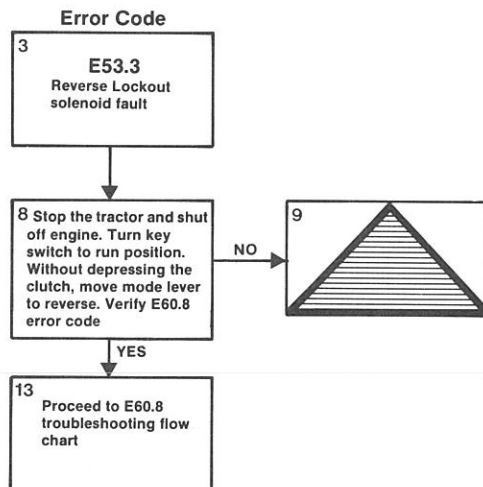 Error Code
3
E53.3
Reverse Lockout
solenoid fault
8 Stop the tractor and shut
off engine. Turn key
switch to run position.
Without depressing the
clutch, move mode lever
to reverse. Verify E60.8
error code
NO
9
YES
13
Proceed to E60.8
troubleshooting flow
chart